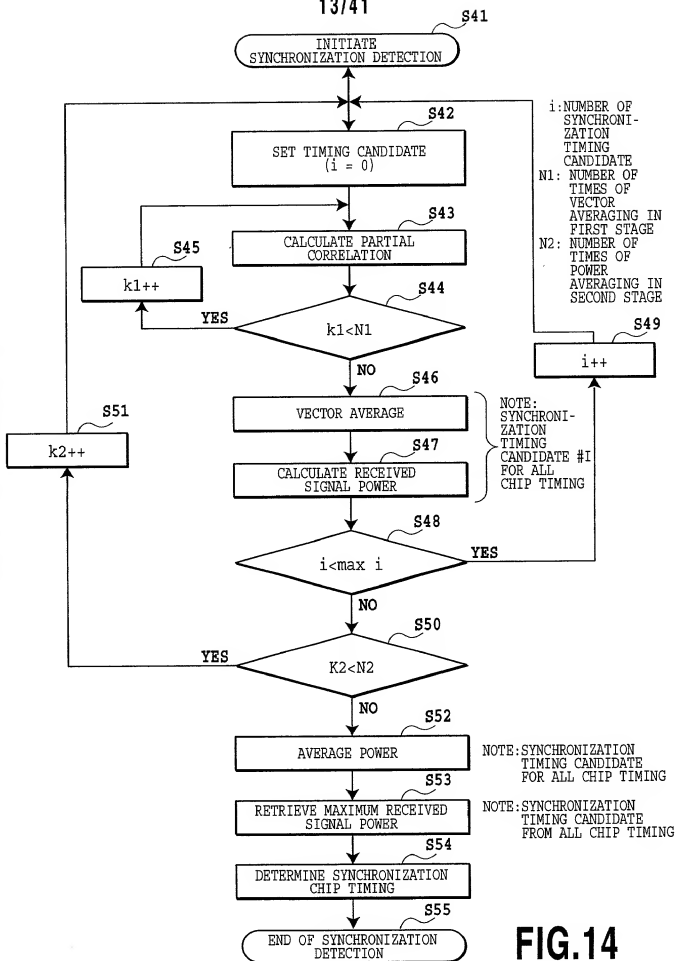 13/41
S41
INITIATE
SYNCHRONIZATION DETECTION
S42
SET TIMING CANDIDATE
(i = 0)
i:NUMBER OF
SYNCHRONI-
ZATION
TIMING
CANDIDATE
N1: NUMBER OF
TIMES OF
VECTOR
AVERAGING IN
FIRST STAGE
N2: NUMBER OF
TIMES OF
POWER
AVERAGING IN
SECOND STAGE
S43
CALCULATE PARTIAL
CORRELATION
S45
k1++
S44
k1<N1
YES
NO
S49
i++
S46
VECTOR AVERAGE
S47
CALCULATE RECEIVED
SIGNAL POWER
NOTE:
SYNCHRONI-
ZATION
TIMING
CANDIDATE #I
FOR ALL
CHIP TIMING
S51
k2++
S48
i<max i
YES
NO
S50
K2<N2
YES
NO
S52
AVERAGE POWER
NOTE:SYNCHRONIZATION
TIMING CANDIDATE
FOR ALL CHIP TIMING
S53
RETRIEVE MAXIMUM RECEIVED
SIGNAL POWER
NOTE:SYNCHRONIZATION
TIMING CANDIDATE
FROM ALL CHIP TIMING
S54
DETERMINE SYNCHRONIZATION
CHIP TIMING
S55
END OF SYNCHRONIZATION
DETECTION
FIG.14